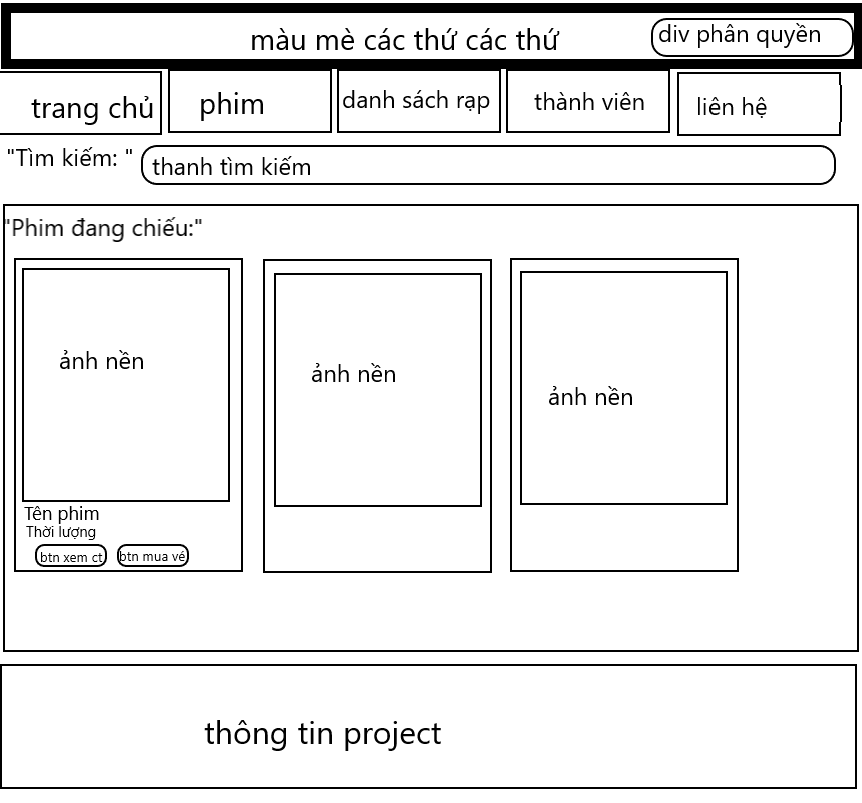 màu mè các thứ các thứ
div phân quyền
trang chủ
phim
danh sách rạp
thành viên
liên hệ
"Tìm kiếm: "
thanh tìm kiếm
"Phim đang chiếu:"
ảnh nền
ảnh nền
ảnh nền
Tên phim
Thời lượng
btn xem ct
btn mua vé
thông tin project